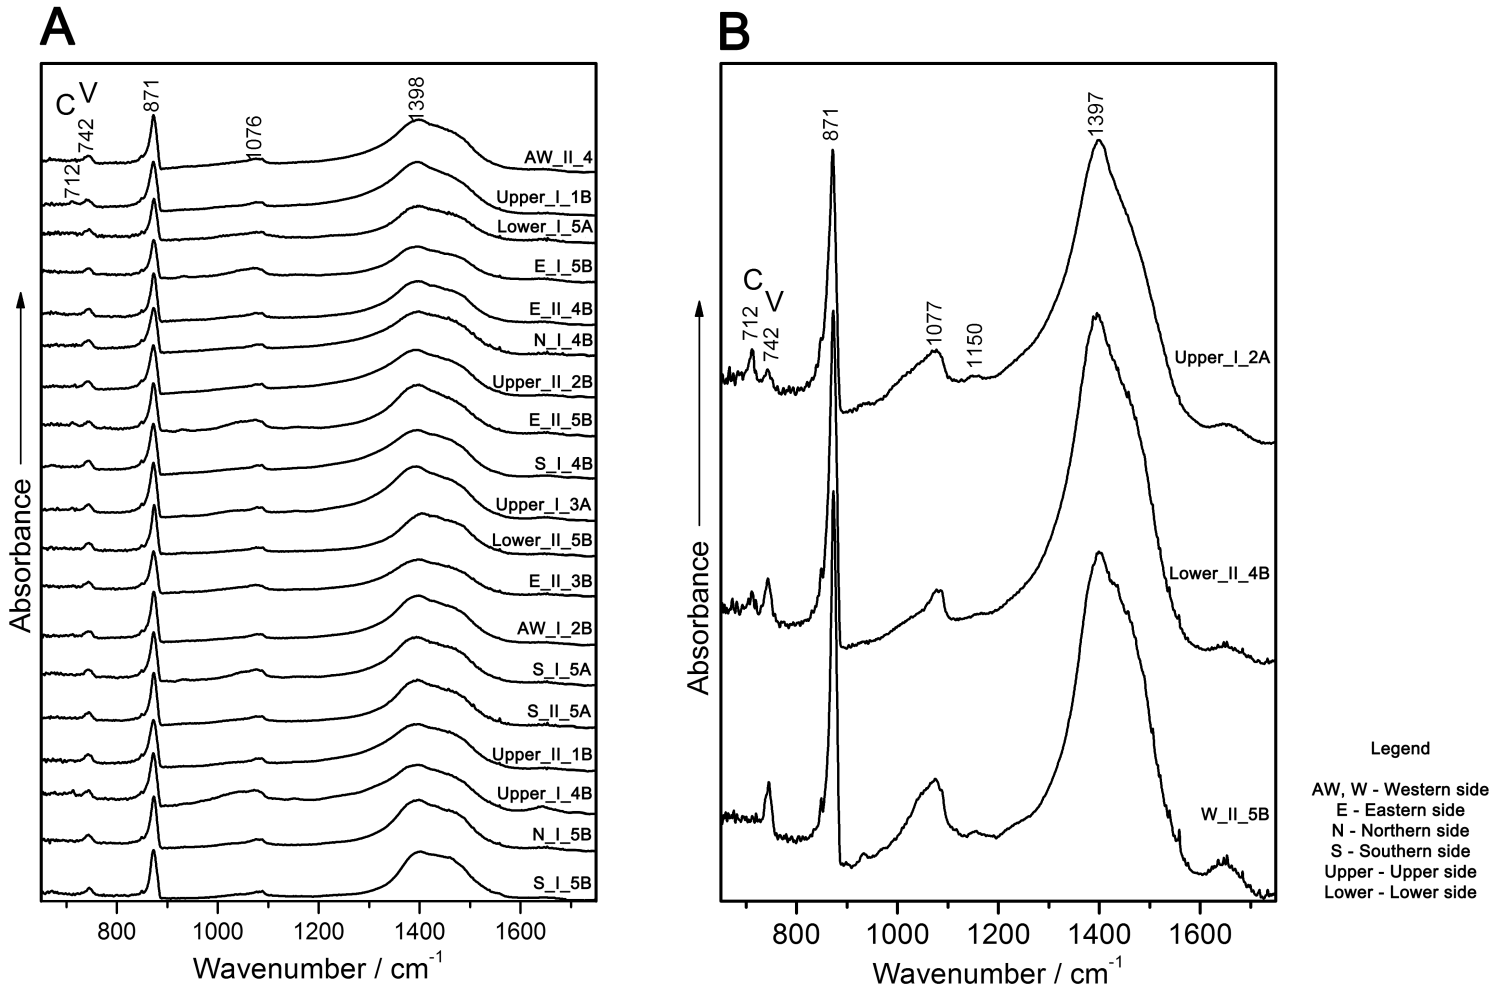 A
C V
742
712
871
1076
1398
AW_II_4
Upper_I_1B
Lower_I_5A
E_I_5B
E_II_4B
N_I_4B
Upper_II_2B
E_II_5B
S_I_4B
Upper_I_3A
Lower_II_5B
E_II_3B
AW_I_2B
S_I_5A
S_II_5A
Upper_II_1B
Upper_I_4B
N_I_5B
S_I_5B
Absorbance
800 1000 1200 1400 1600
Wavenumber / cm⁻¹
B
C V
712
742
871
1077
1150
1397
Upper_I_2A
Lower_II_4B
W_II_5B
Absorbance
800 1000 1200 1400 1600
Wavenumber / cm⁻¹
Legend
AW, W - Western side
E - Eastern side
N - Northern side
S - Southern side
Upper - Upper side
Lower - Lower side